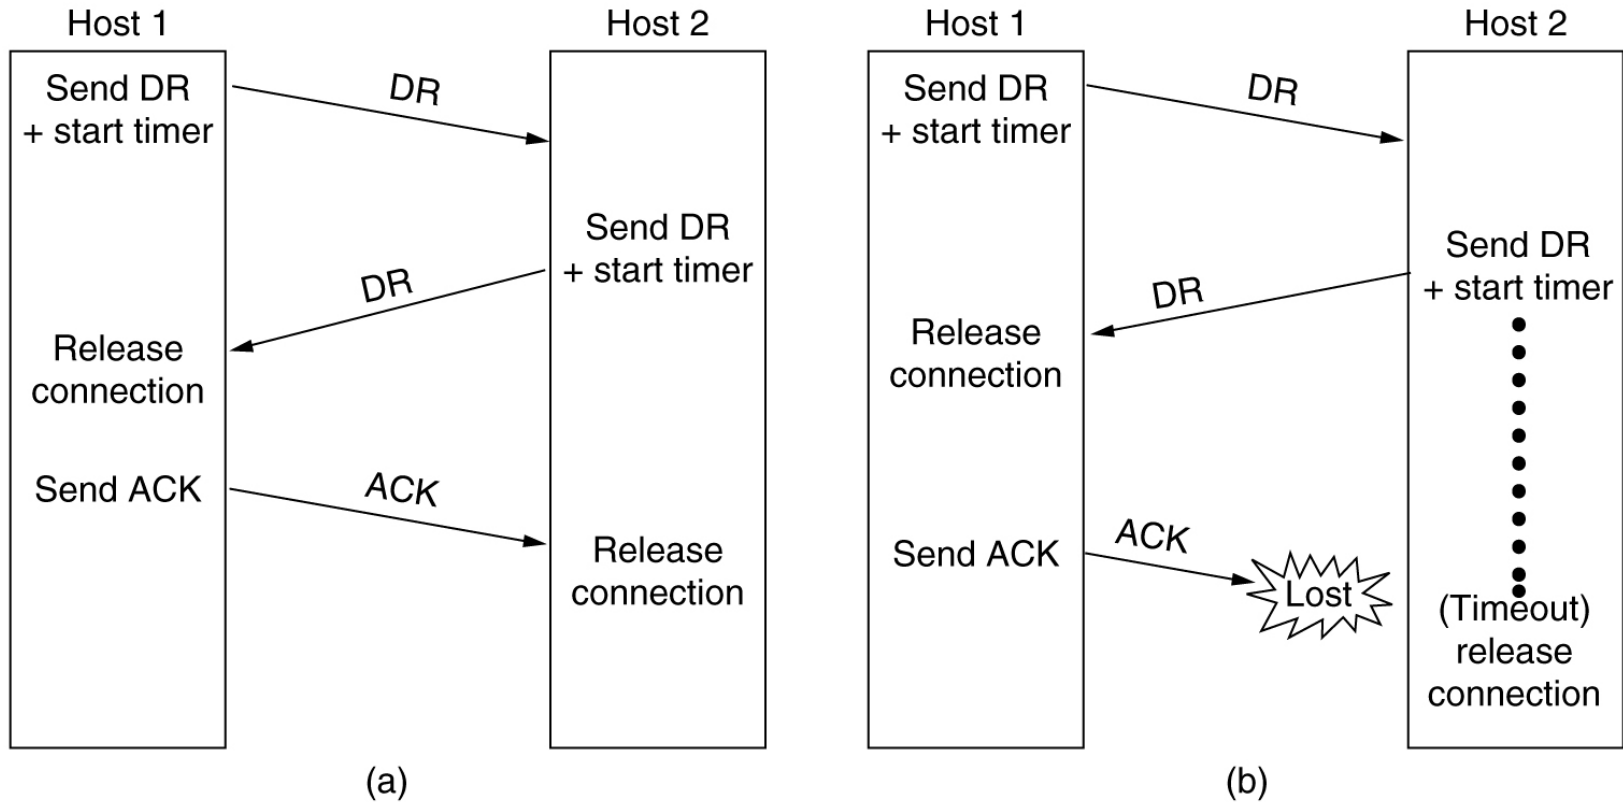 Host 1
Host 2
Send DR
+ start timer
DR
Send DR
+ start timer
DR
Release
connection
Send ACK
ACK
Release
connection
(a)
Host 1
Host 2
Send DR
+ start timer
DR
Send DR
+ start timer
DR
Release
connection
Send ACK
ACK
Lost
(Timeout)
release
connection
(b)